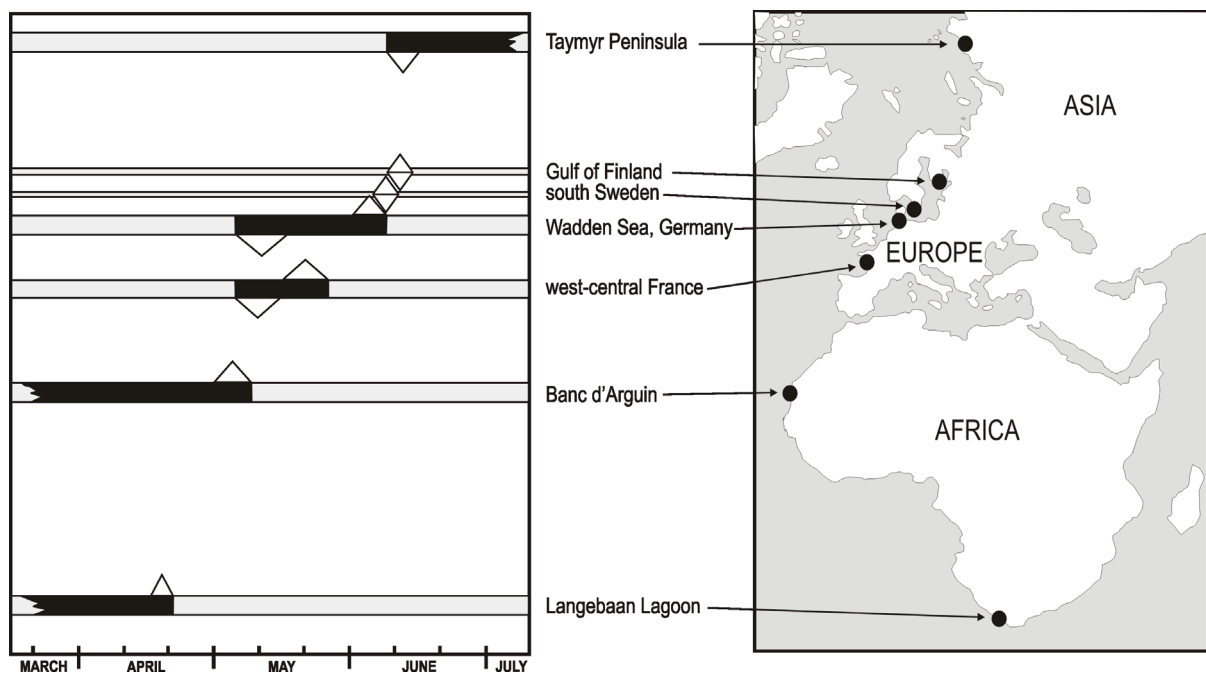 Taymyr Peninsula
ASIA
Gulf of Finland
south Sweden
Wadden Sea, Germany
EUROPE
west-central France
Banc d'Arguin
AFRICA
Langebaan Lagoon
MARCH APRIL MAY JUNE JULY